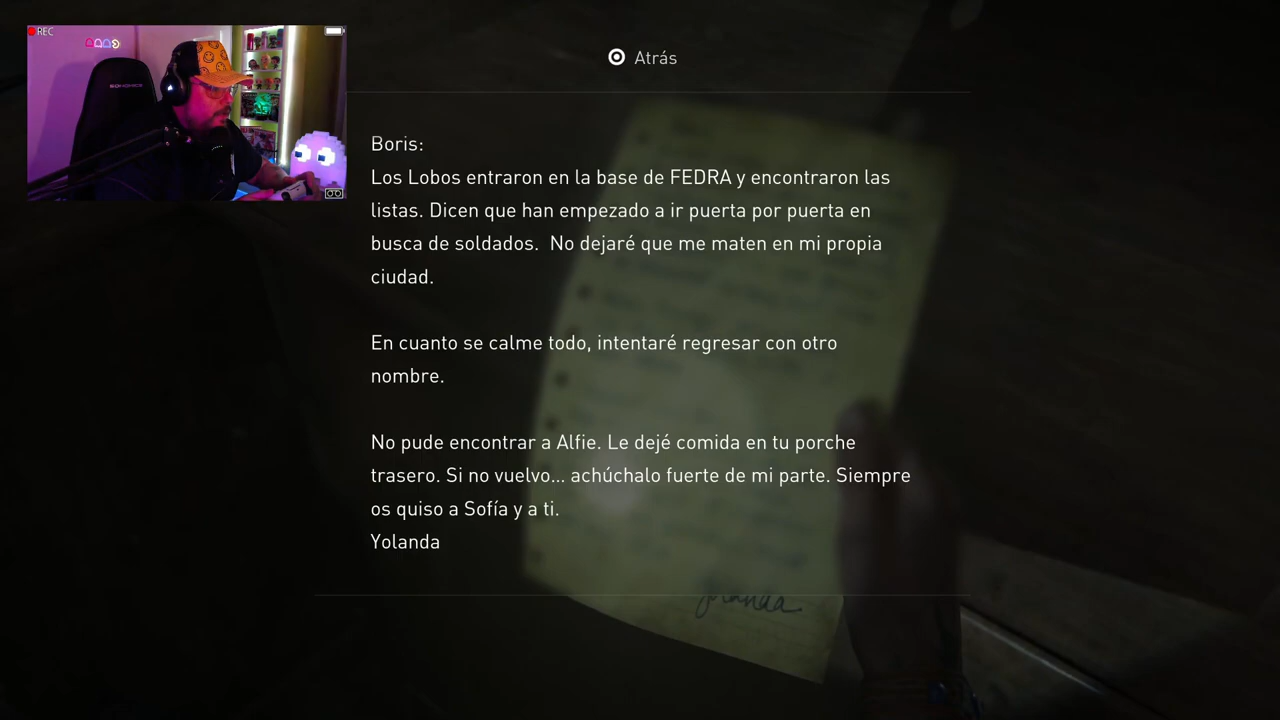 REC
Atrás
Boris:
Los Lobos entraron en la base de FEDRA y encontraron las
listas. Dicen que han empezado a ir puerta por puerta en
busca de soldados.  No dejaré que me maten en mi propia
ciudad.
En cuanto se calme todo, intentaré regresar con otro
nombre.
No pude encontrar a Alfie. Le dejé comida en tu porche
trasero. Si no vuelvo... achúchalo fuerte de mi parte. Siempre
os quiso a Sofía y a ti.
Yolanda